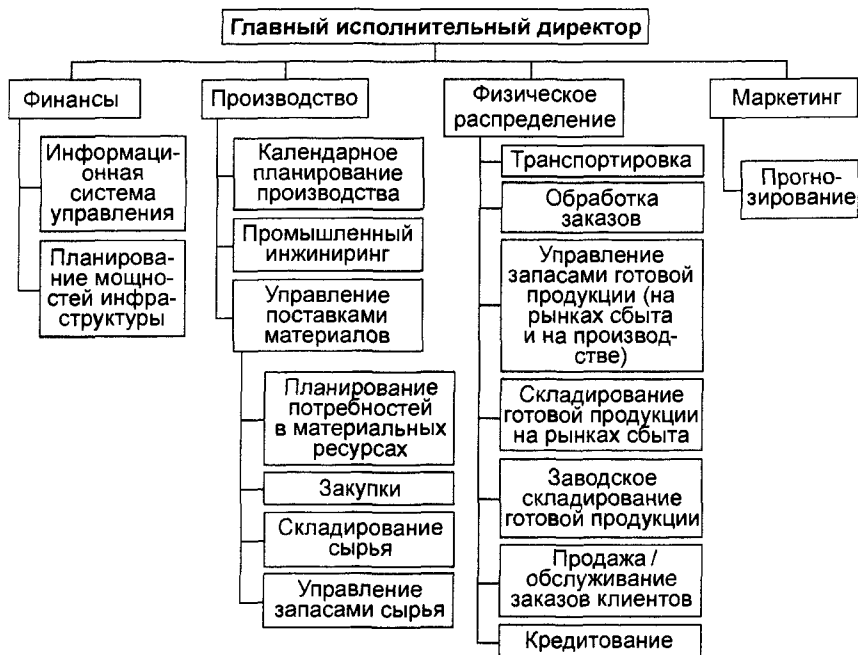 Главный исполнительный директор
Финансы
Информаци-
онная
система
управления
Планирова-
ние мощно-
стей инфра-
структуры
Производство
Календарное
планирование
производства
Промышленный
инжиниринг
Управление
поставками
материалов
Планирование
потребностей
в материальных
ресурсах
Закупки
Складирование
сырья
Управление
запасами сырья
Физическое
распределение
Транспортировка
Обработка
заказов
Управление
запасами готовой
продукции (на
рынках сбыта
и на производ-
стве)
Складирование
готовой продукции
на рынках сбыта
Заводское
складирование
готовой продукции
Продажа /
обслуживание
заказов клиентов
Кредитование
Маркетинг
Прогно-
зирование